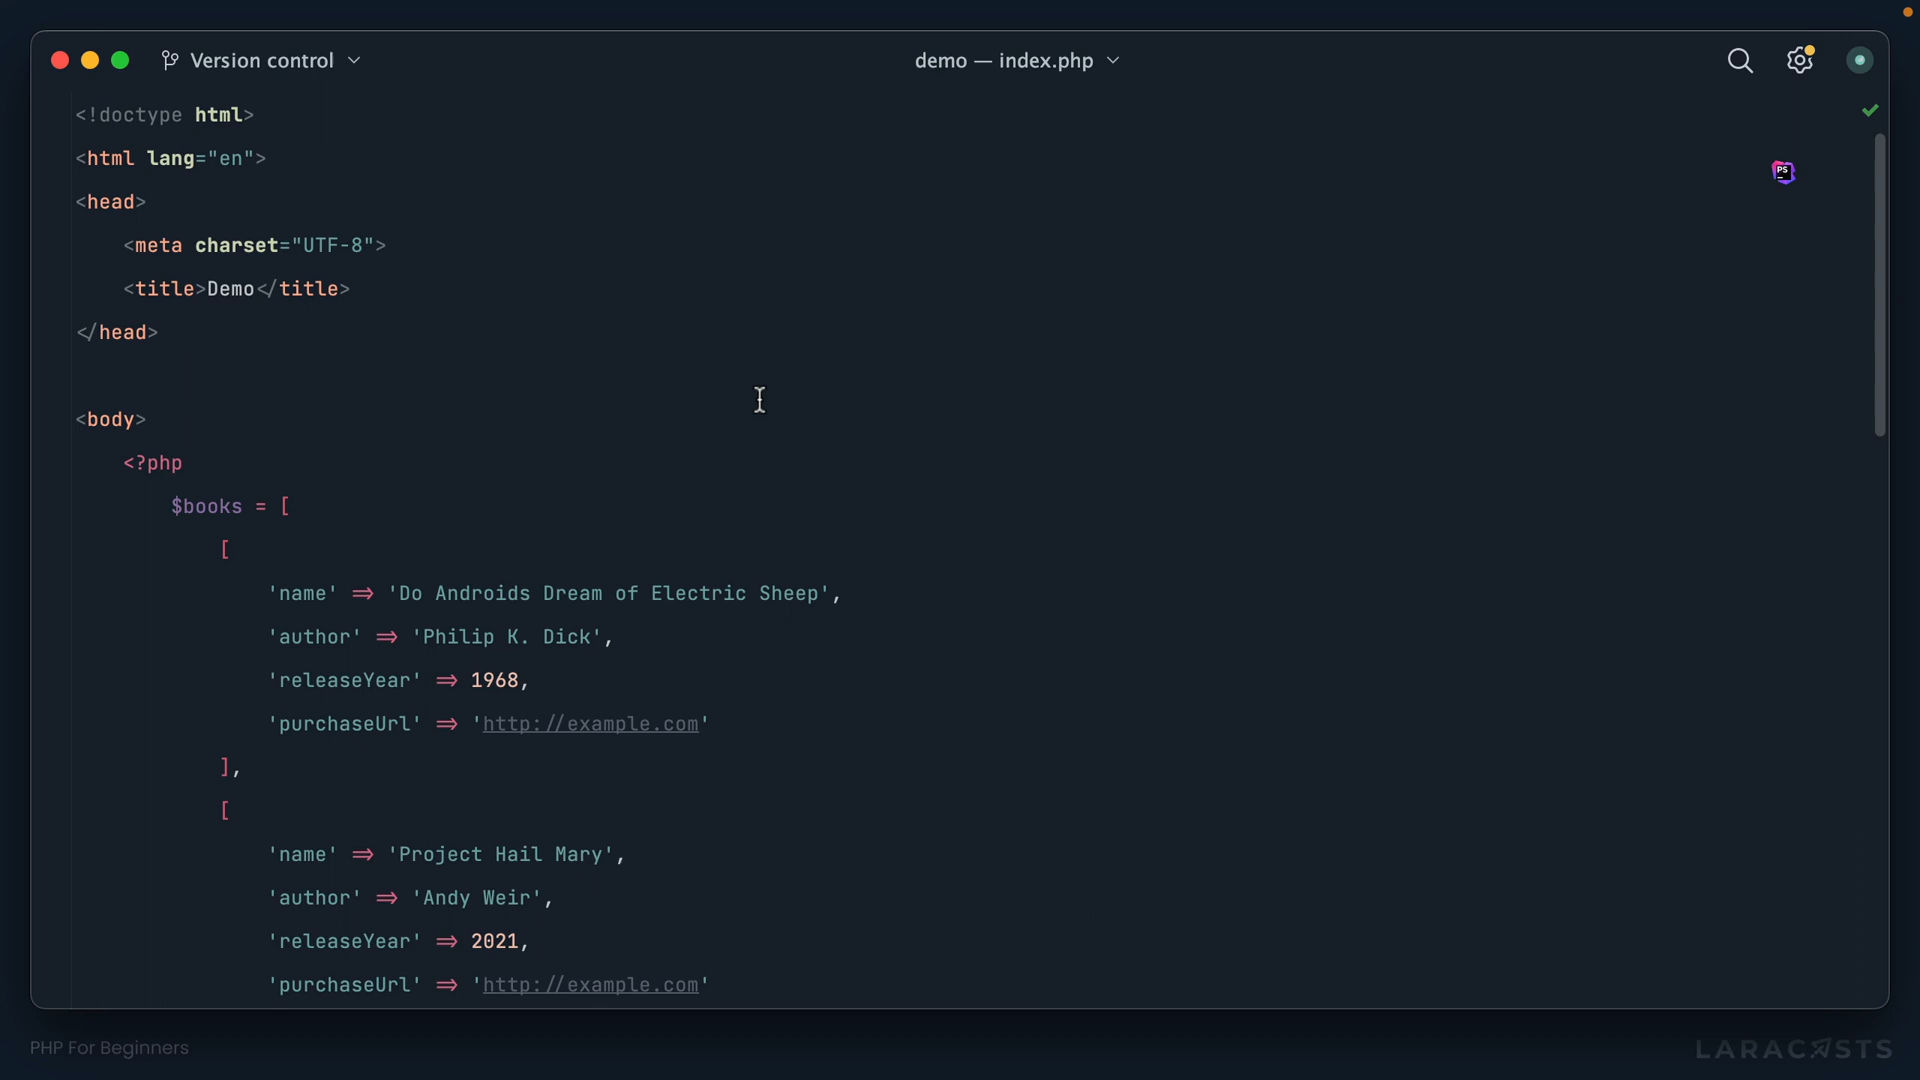 Version control
demo — index.php
<!doctype html>
<html lang="en">
<head>
    <meta charset="UTF-8">
    <title>Demo</title>
</head>
<body>
    <?php
        $books = [
            [
                'name' => 'Do Androids Dream of Electric Sheep',
                'author' => 'Philip K. Dick',
                'releaseYear' => 1968,
                'purchaseUrl' => 'http://example.com'
            ],
            [
                'name' => 'Project Hail Mary',
                'author' => 'Andy Weir',
                'releaseYear' => 2021,
                'purchaseUrl' => 'http://example.com'
PS
PHP For Beginners
LARACASTS